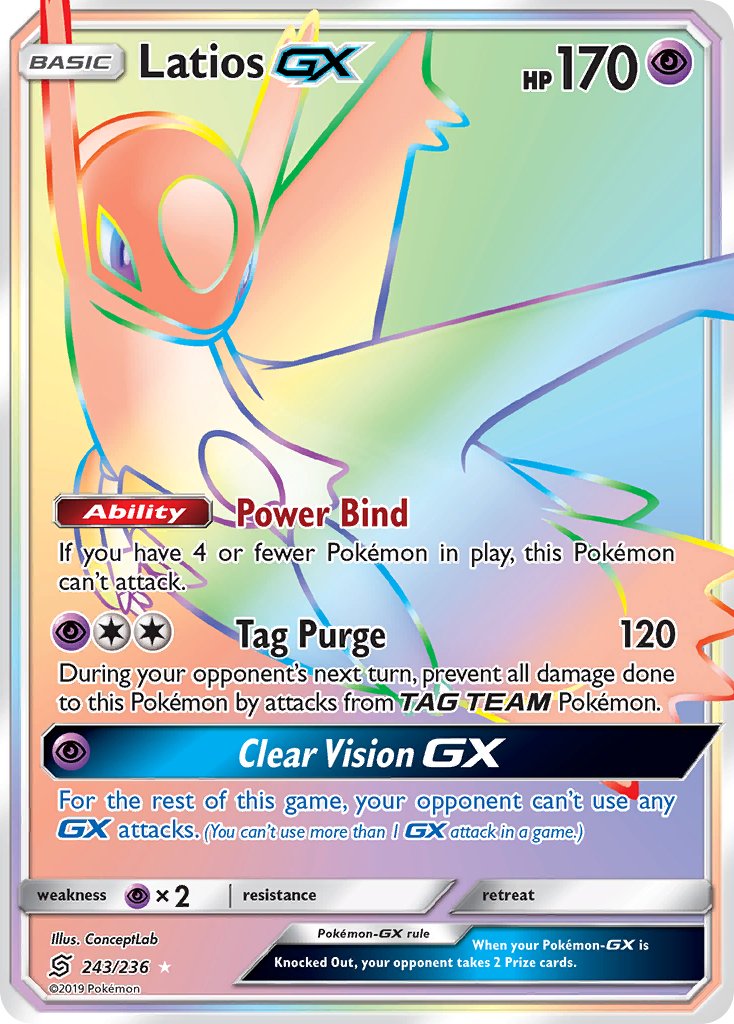 BASIC Latios GX HP 170
Ability Power Bind
If you have 4 or fewer Pokémon in play, this Pokémon
can't attack.
Tag Purge 120
During your opponent's next turn, prevent all damage done
to this Pokémon by attacks from TAG TEAM Pokémon.
Clear Vision GX
For the rest of this game, your opponent can't use any
GX attacks. (You can't use more than 1 GX attack in a game.)
weakness × 2 resistance retreat
Illus. ConceptLab
243/236
©2019 Pokémon
Pokémon-GX rule
When your Pokémon-GX is
Knocked Out, your opponent takes 2 Prize cards.